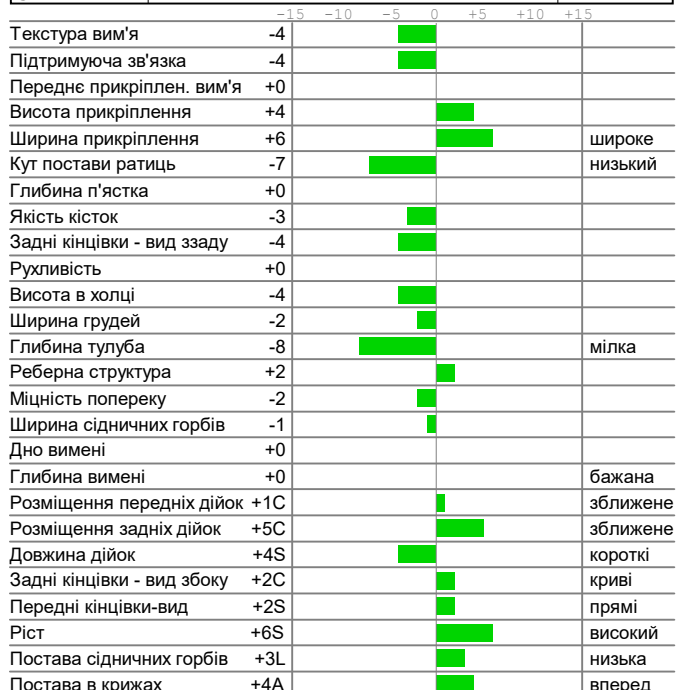 -15 -10 -5 0 +5 +10 +15
Текстура вим'я -4
Підтримуюча зв'язка -4
Переднє прикріплен. вим'я +0
Висота прикріплення +4
Ширина прикріплення +6 широке
Кут постави ратиць -7 низький
Глибина п'ястка +0
Якість кісток -3
Задні кінцівки - вид ззаду -4
Рухливість +0
Висота в холці -4
Ширина грудей -2
Глибина тулуба -8 мілка
Реберна структура +2
Міцність попереку -2
Ширина сідничних горбів -1
Дно вимені +0
Глибина вимені +0 бажана
Розміщення передніх дійок +1C зближене
Розміщення задніх дійок +5C зближене
Довжина дійок +4S короткі
Задні кінцівки - вид збоку +2C криві
Передні кінцівки-вид +2S прямі
Ріст +6S високий
Постава сідничних горбів +3L низька
Постава в крижах +4A вперед